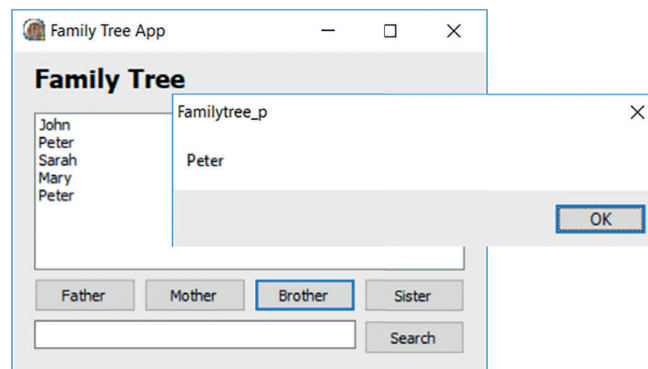 Family Tree App
Family Tree
Familytree_p
John
Peter
Sarah
Mary
Peter
Peter
OK
Father Mother Brother Sister
Search